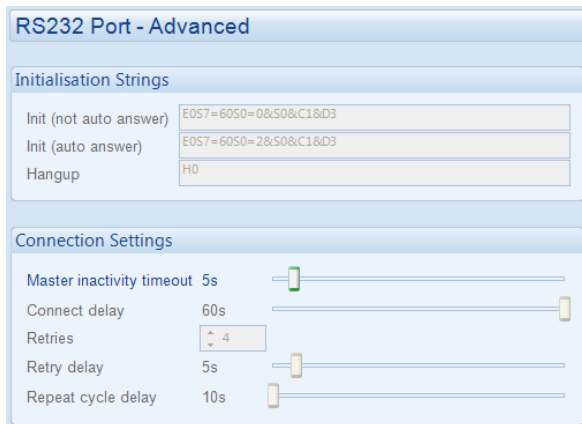 RS232 Port - Advanced
Initialisation Strings
Init (not auto answer) E0S7=60S0=0&S0&C1&D3
Init (auto answer) E0S7=60S0=2&S0&C1&D3
Hangup H0
Connection Settings
Master inactivity timeout 5s
Connect delay 60s
Retries 4
Retry delay 5s
Repeat cycle delay 10s